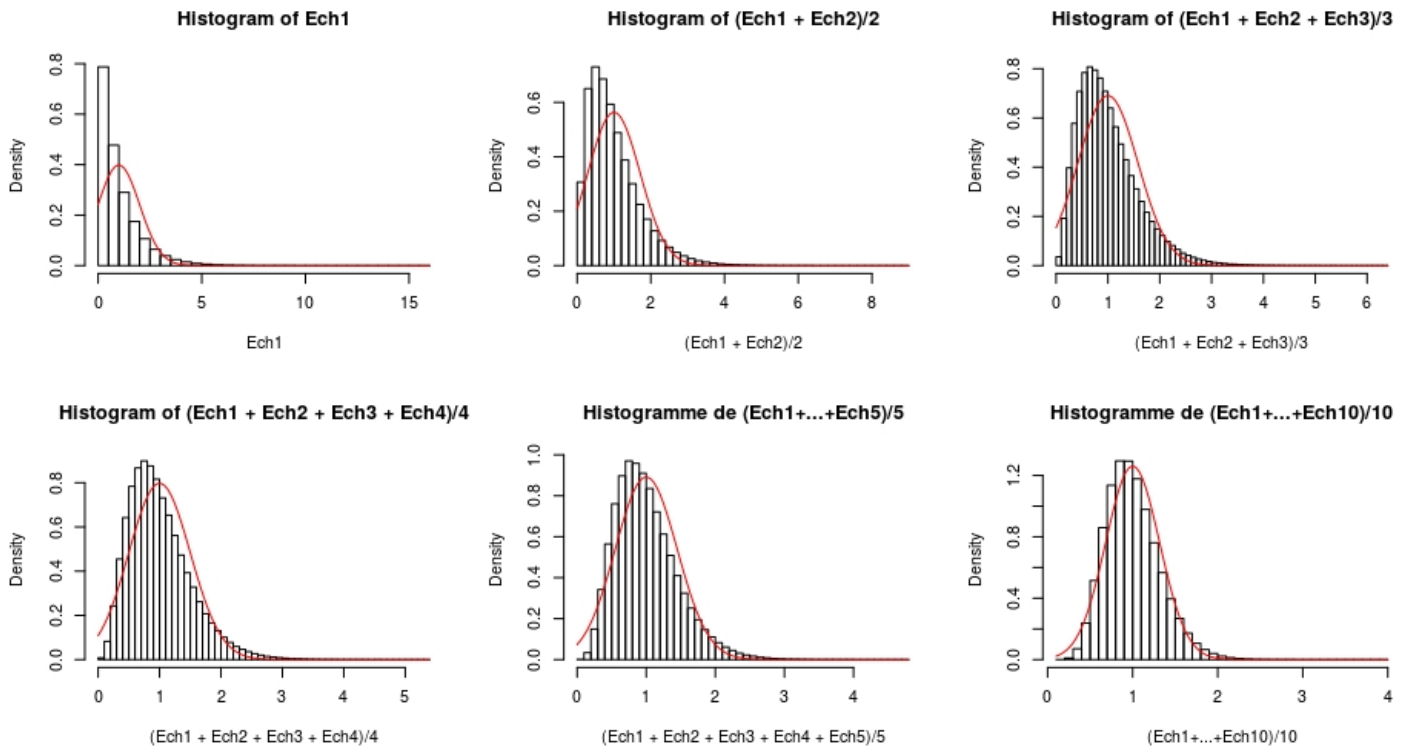 Histogram of Ech1
Density
0.0 0.2 0.4 0.6 0.8
0 5 10 15
Ech1
Histogram of (Ech1 + Ech2)/2
Density
0.0 0.2 0.4 0.6
0 2 4 6 8
(Ech1 + Ech2)/2
Histogram of (Ech1 + Ech2 + Ech3)/3
Density
0.0 0.2 0.4 0.6 0.8
0 1 2 3 4 5 6
(Ech1 + Ech2 + Ech3)/3
Histogram of (Ech1 + Ech2 + Ech3 + Ech4)/4
Density
0.0 0.2 0.4 0.6 0.8
0 1 2 3 4 5
(Ech1 + Ech2 + Ech3 + Ech4)/4
Histogramme de (Ech1+...+Ech5)/5
Density
0.0 0.2 0.4 0.6 0.8 1.0
0 1 2 3 4
(Ech1 + Ech2 + Ech3 + Ech4 + Ech5)/5
Histogramme de (Ech1+...+Ech10)/10
Density
0.0 0.4 0.8 1.2
0 1 2 3 4
(Ech1+...+Ech10)/10